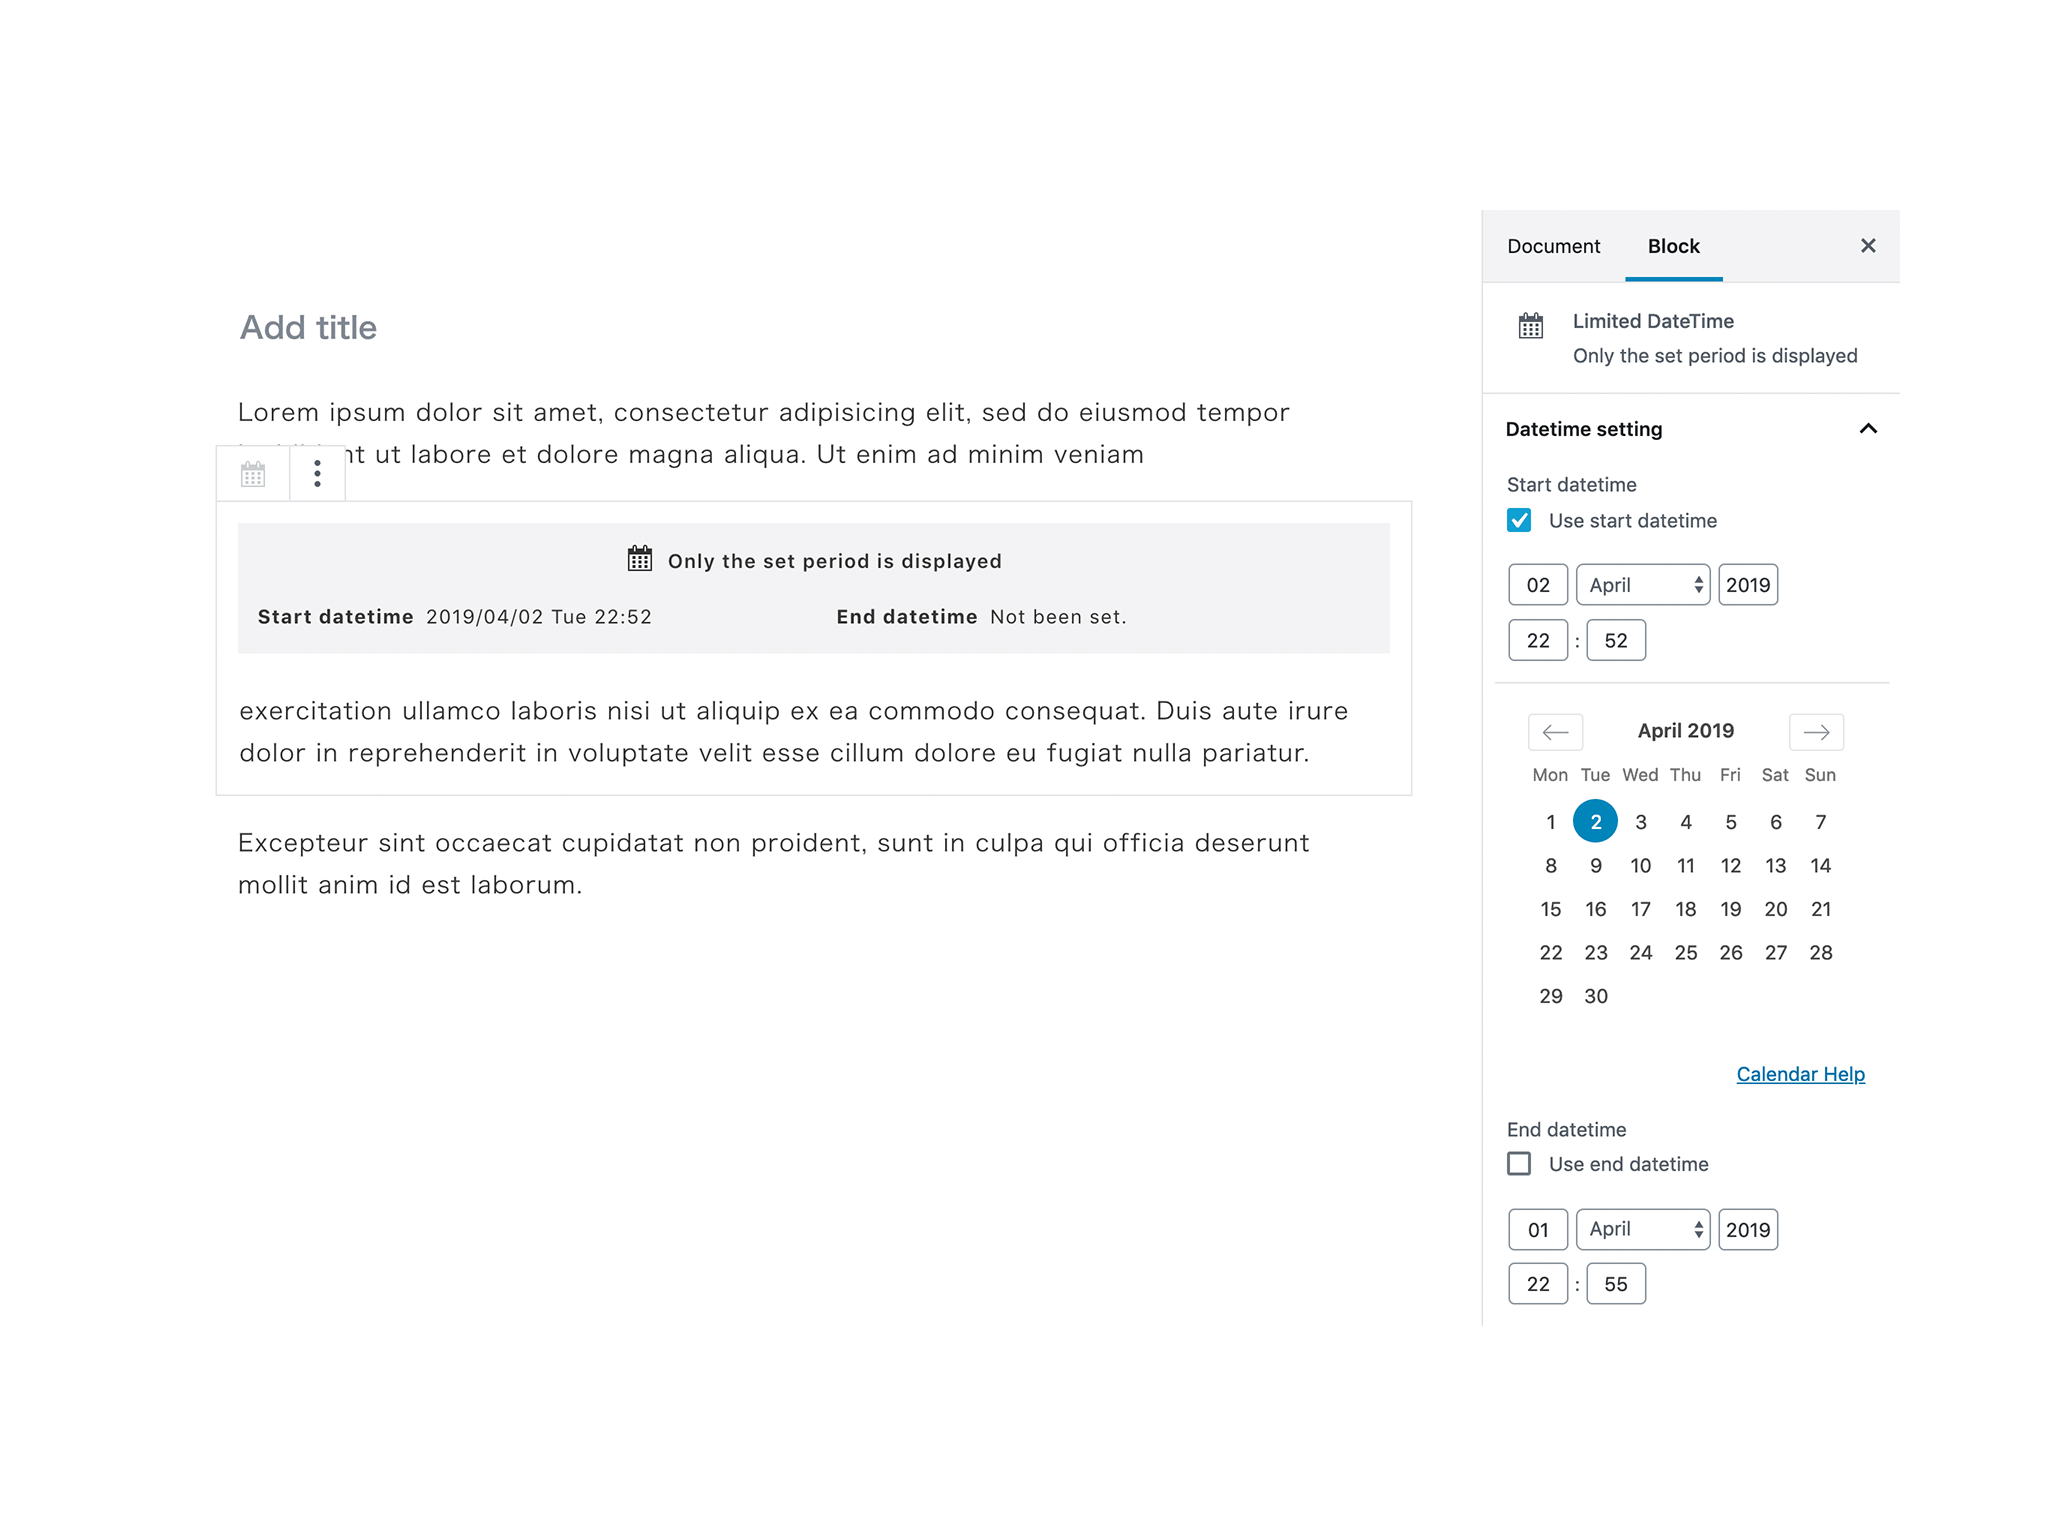 Add title
Lorem ipsum dolor sit amet, consectetur adipisicing elit, sed do eiusmod tempor
ut labore et dolore magna aliqua. Ut enim ad minim veniam
Only the set period is displayed
Start datetime 2019/04/02 Tue 22:52 End datetime Not been set.
exercitation ullamco laboris nisi ut aliquip ex ea commodo consequat. Duis aute irure
dolor in reprehenderit in voluptate velit esse cillum dolore eu fugiat nulla pariatur.
Excepteur sint occaecat cupidatat non proident, sunt in culpa qui officia deserunt
mollit anim id est laborum.
Document Block
Limited DateTime
Only the set period is displayed
Datetime setting
Start datetime
Use start datetime
02 April 2019
22 : 52
April 2019
Mon Tue Wed Thu Fri Sat Sun
1 2 3 4 5 6 7
8 9 10 11 12 13 14
15 16 17 18 19 20 21
22 23 24 25 26 27 28
29 30
Calendar Help
End datetime
Use end datetime
01 April 2019
22 : 55